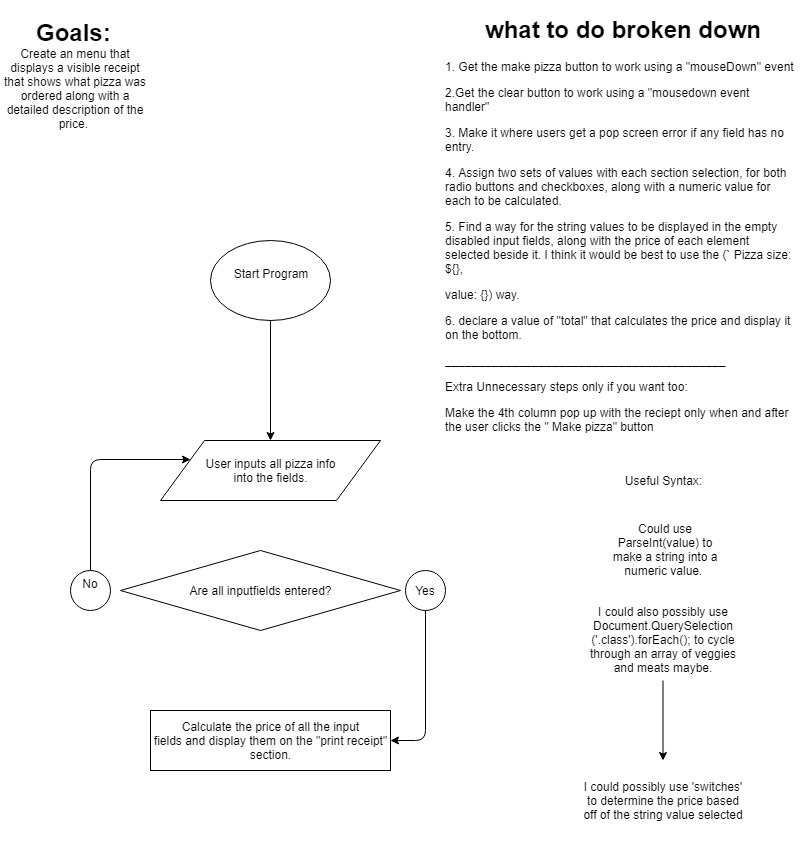 Goals:
Create an menu that
displays a visible receipt
that shows what pizza was
ordered along with a
detailed description of the
price.
what to do broken down
1. Get the make pizza button to work using a "mouseDown" event
2.Get the clear button to work using a "mousedown event
handler"
3. Make it where users get a pop screen error if any field has no
entry.
4. Assign two sets of values with each section selection, for both
radio buttons and checkboxes, along with a numeric value for
each to be calculated.
5. Find a way for the string values to be displayed in the empty
disabled input fields, along with the price of each element
selected beside it. I think it would be best to use the (` Pizza size:
${},
value: {}) way.
6. declare a value of "total" that calculates the price and display it
on the bottom.
__________________________________________
Extra Unnecessary steps only if you want too:
Make the 4th column pop up with the reciept only when and after
the user clicks the " Make pizza" button
Start Program
User inputs all pizza info
into the fields.
No
Are all inputfields entered?
Yes
Calculate the price of all the input
fields and display them on the "print receipt"
section.
Useful Syntax:
Could use
ParseInt(value) to
make a string into a
numeric value.
I could also possibly use
Document.QuerySelection
('.class').forEach(); to cycle
through an array of veggies
and meats maybe.
I could possibly use 'switches'
to determine the price based
off of the string value selected